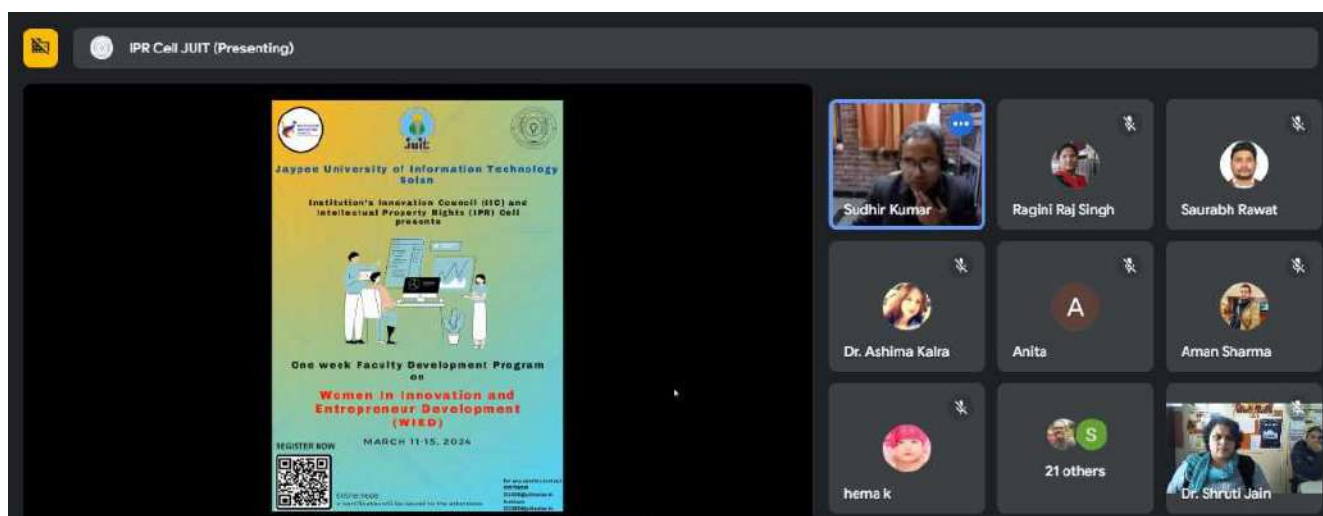 IPR Cell JUIT (Presenting)
Juit
Jaypee University of Information Technology
Solan
Institution's Innovation Council (IIC) and
Intellectual Property Rights (IPR) Cell
presents
One week Faculty Development Program
on
Women in Innovation and
Entrepreneur Development
(WIED)
MARCH 11-15, 2024
REGISTER NOW
Sudhir Kumar
Ragini Raj Singh
Saurabh Rawat
Dr. Ashima Kalra
A
Anita
Aman Sharma
hema k
S
21 others
Dr. Shruti Jain